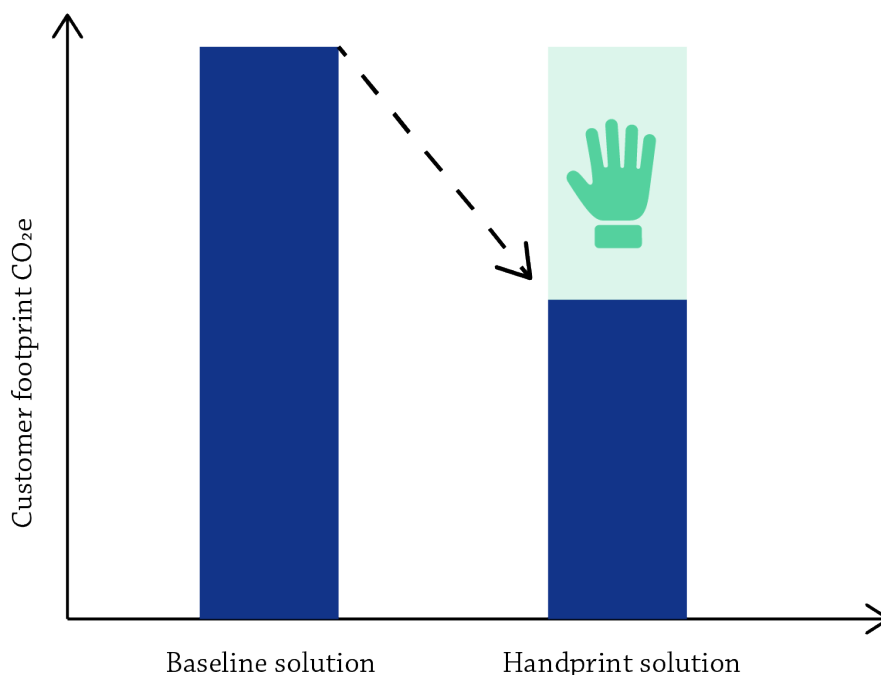 Customer footprint CO₂e
Baseline solution
Handprint solution